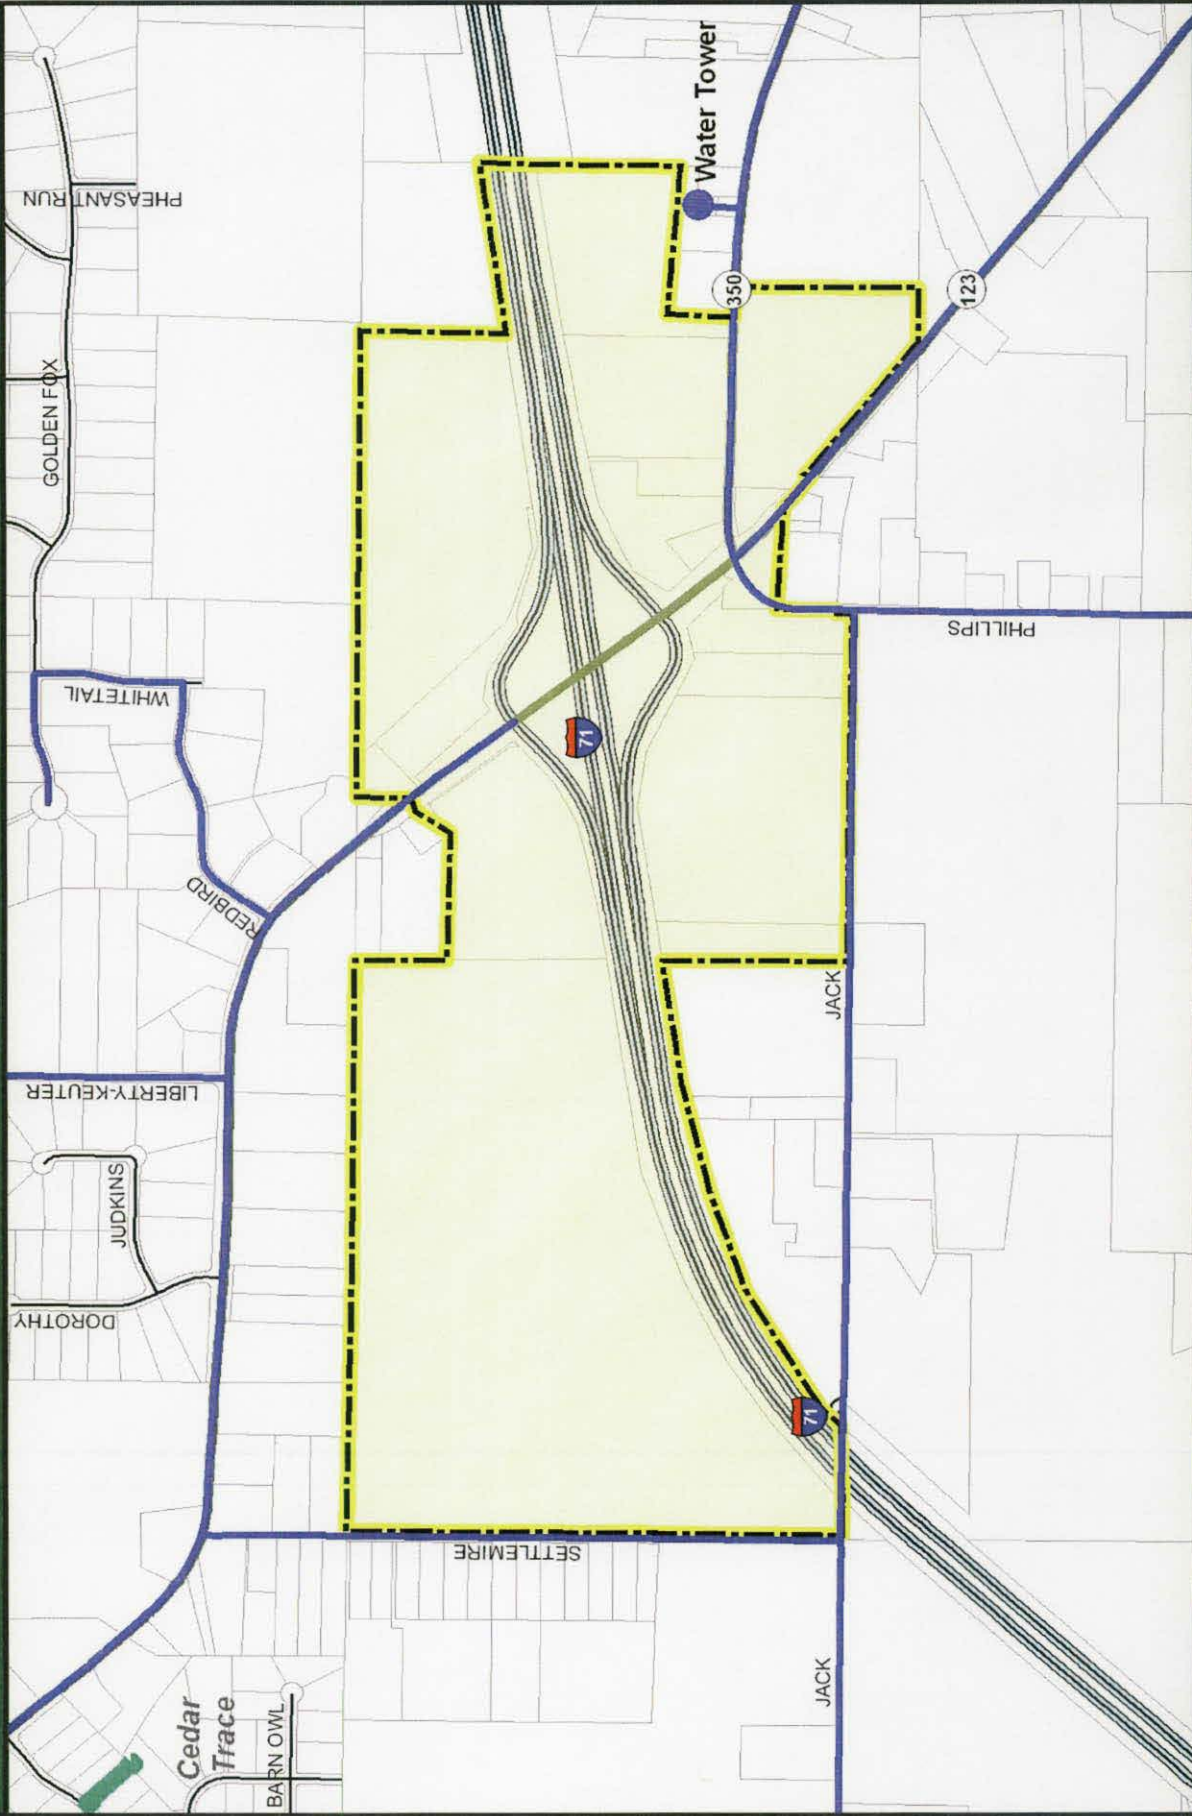 PHEASANT RUN
GOLDEN FOX
Water Tower
350
123
WHITETAIL
REDBIRD
71
PHILLIPS
LIBERTY-KEUTER
JUDKINS
DOROTHY
JACK
71
SETTLEMIRE
Cedar
Trace
BARN OWL
JACK